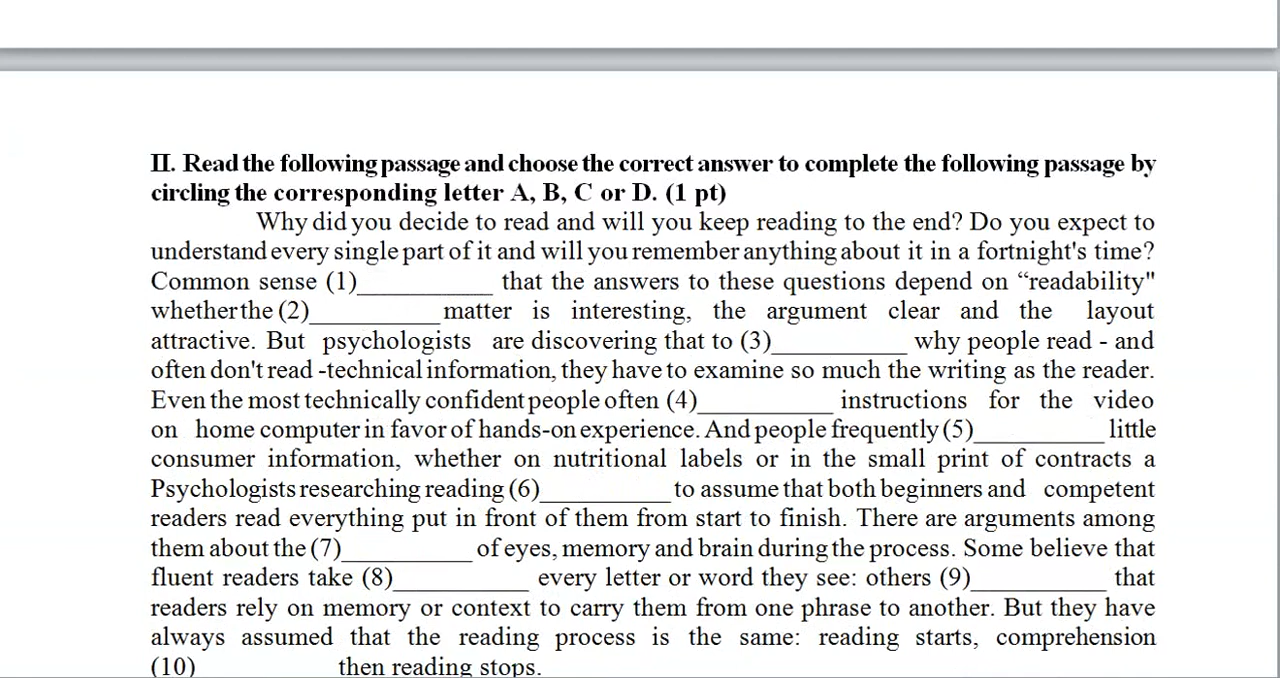 II. Read the following passage and choose the correct answer to complete the following passage by
circling the corresponding letter A, B, C or D. (1 pt)
Why did you decide to read and will you keep reading to the end? Do you expect to
understand every single part of it and will you remember anything about it in a fortnight's time?
Common sense (1)__________ that the answers to these questions depend on “readability"
whether the (2)__________ matter is interesting, the argument clear and the layout
attractive. But psychologists are discovering that to (3)__________ why people read - and
often don't read -technical information, they have to examine so much the writing as the reader.
Even the most technically confident people often (4)__________ instructions for the video
on home computer in favor of hands-on experience. And people frequently (5)__________ little
consumer information, whether on nutritional labels or in the small print of contracts a
Psychologists researching reading (6)__________ to assume that both beginners and competent
readers read everything put in front of them from start to finish. There are arguments among
them about the (7)__________ of eyes, memory and brain during the process. Some believe that
fluent readers take (8)__________ every letter or word they see: others (9)__________ that
readers rely on memory or context to carry them from one phrase to another. But they have
always assumed that the reading process is the same: reading starts, comprehension
(10)__________ then reading stops.